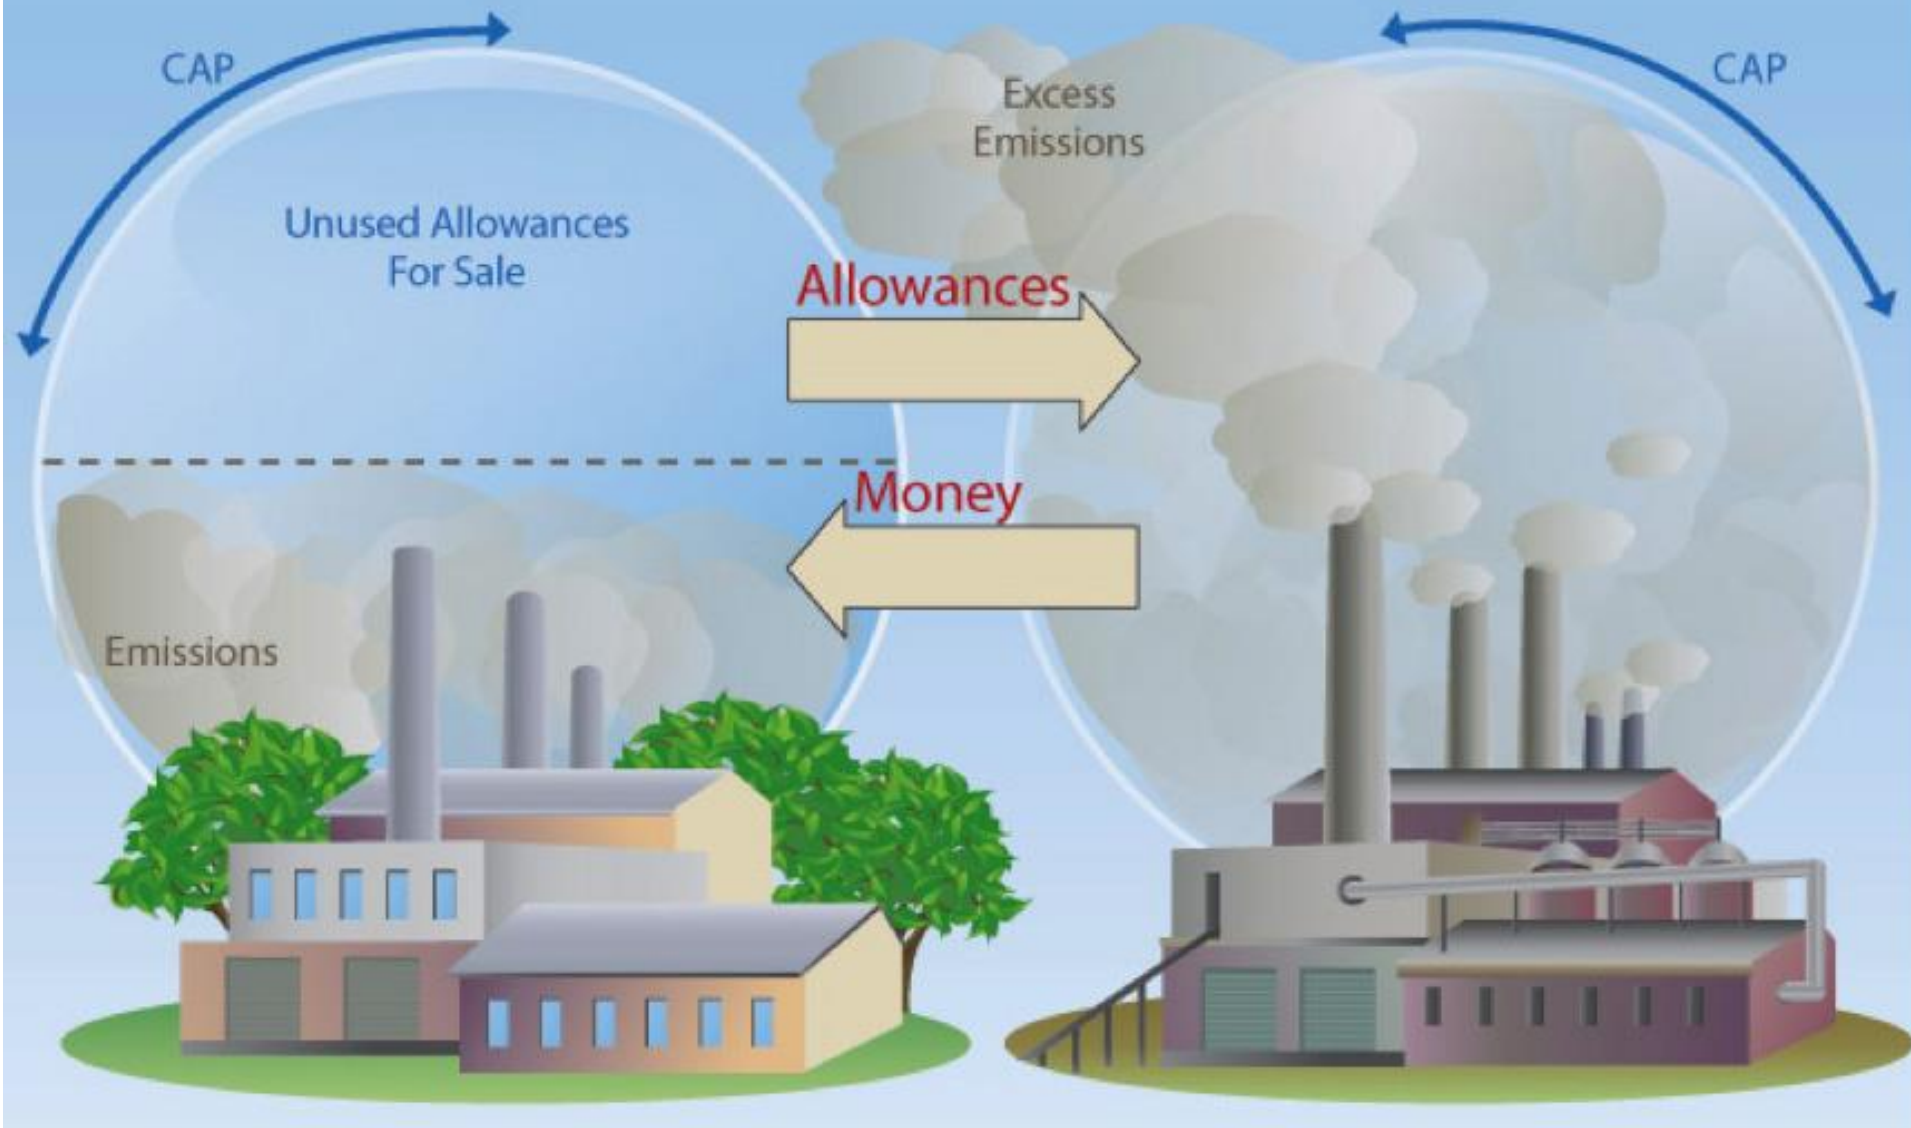 CAP
CAP
Excess
Emissions
Unused Allowances
For Sale
Allowances
Money
Emissions